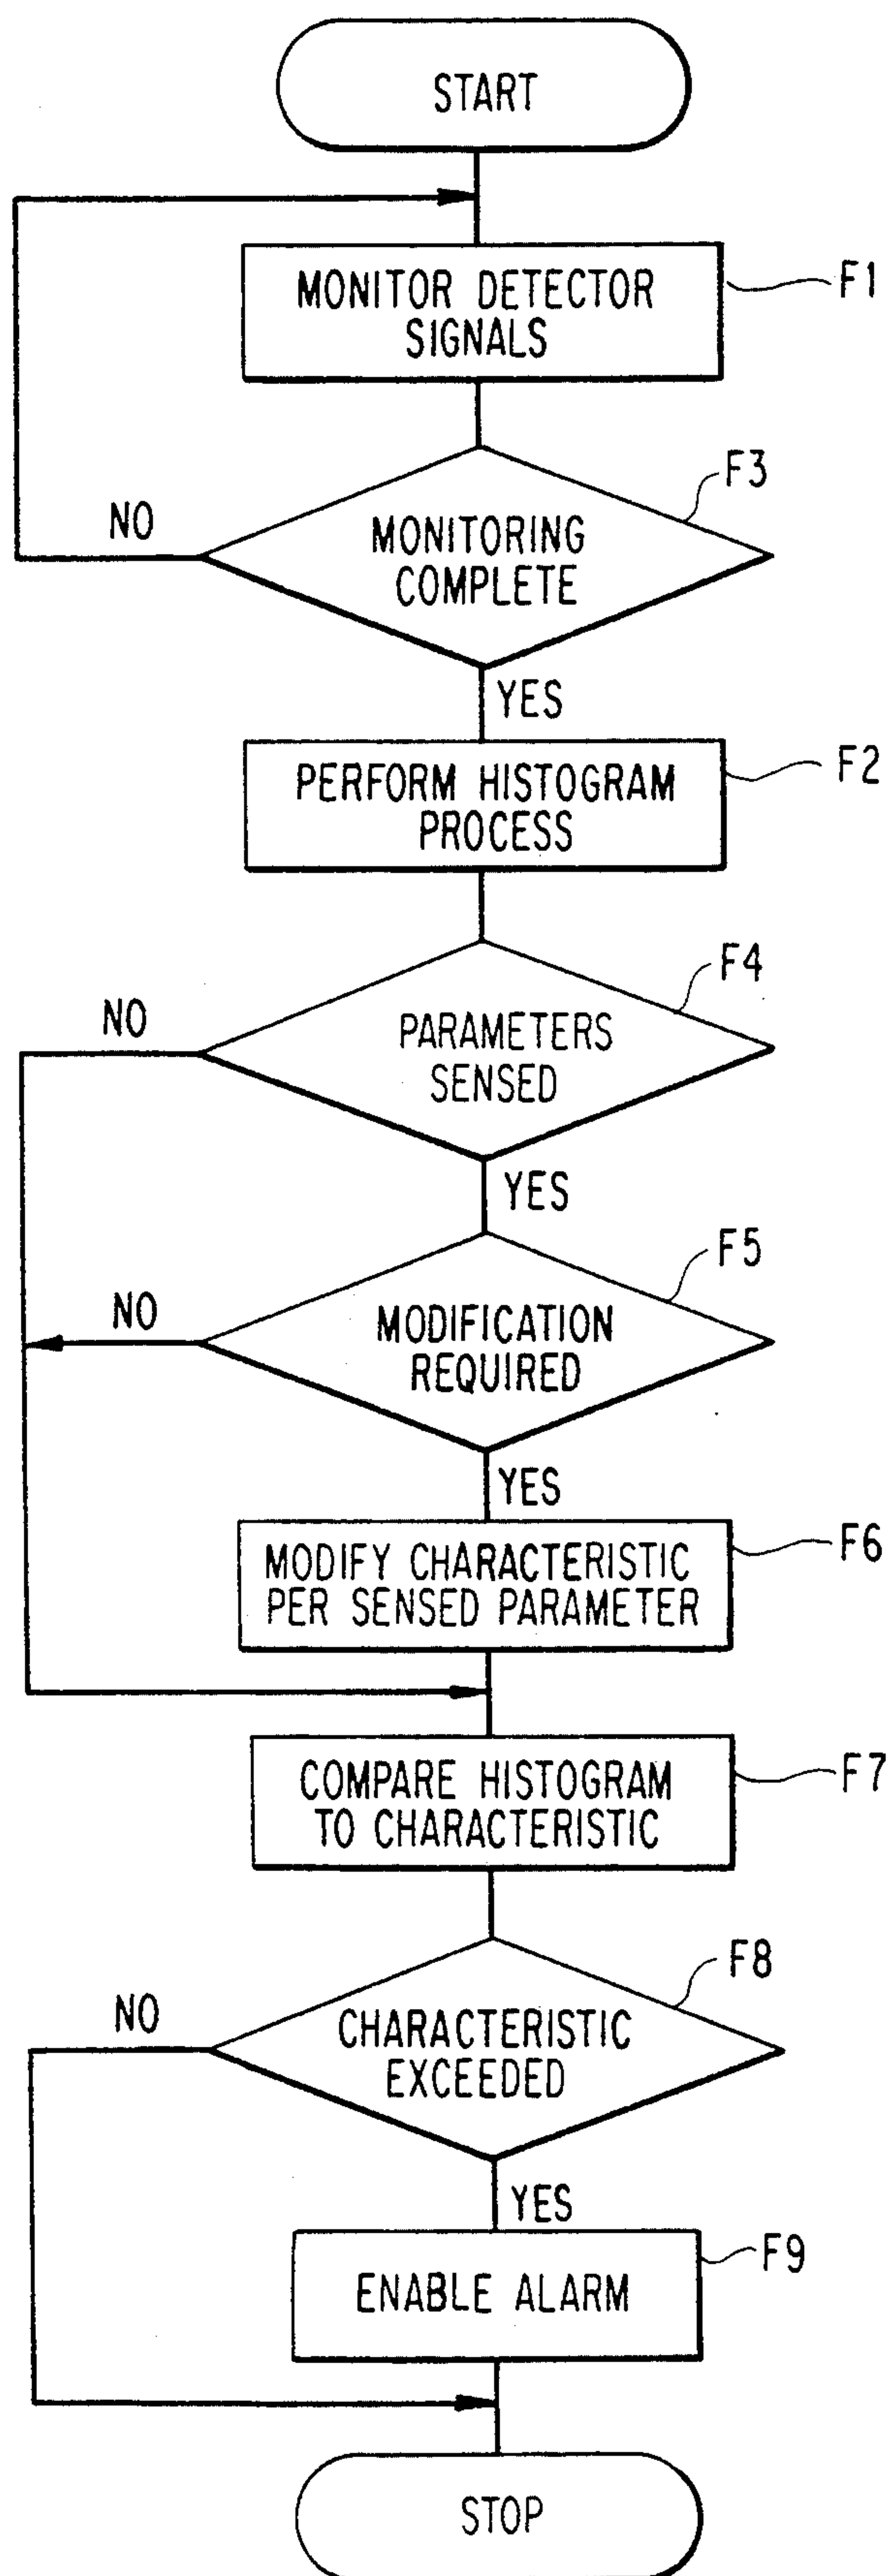 START
MONITOR DETECTOR
SIGNALS
F1
F3
NO
MONITORING
COMPLETE
YES
PERFORM HISTOGRAM
PROCESS
F2
F4
NO
PARAMETERS
SENSED
YES
F5
NO
MODIFICATION
REQUIRED
YES
MODIFY CHARACTERISTIC
PER SENSED PARAMETER
F6
COMPARE HISTOGRAM
TO CHARACTERISTIC
F7
F8
NO
CHARACTERISTIC
EXCEEDED
YES
ENABLE ALARM
F9
STOP